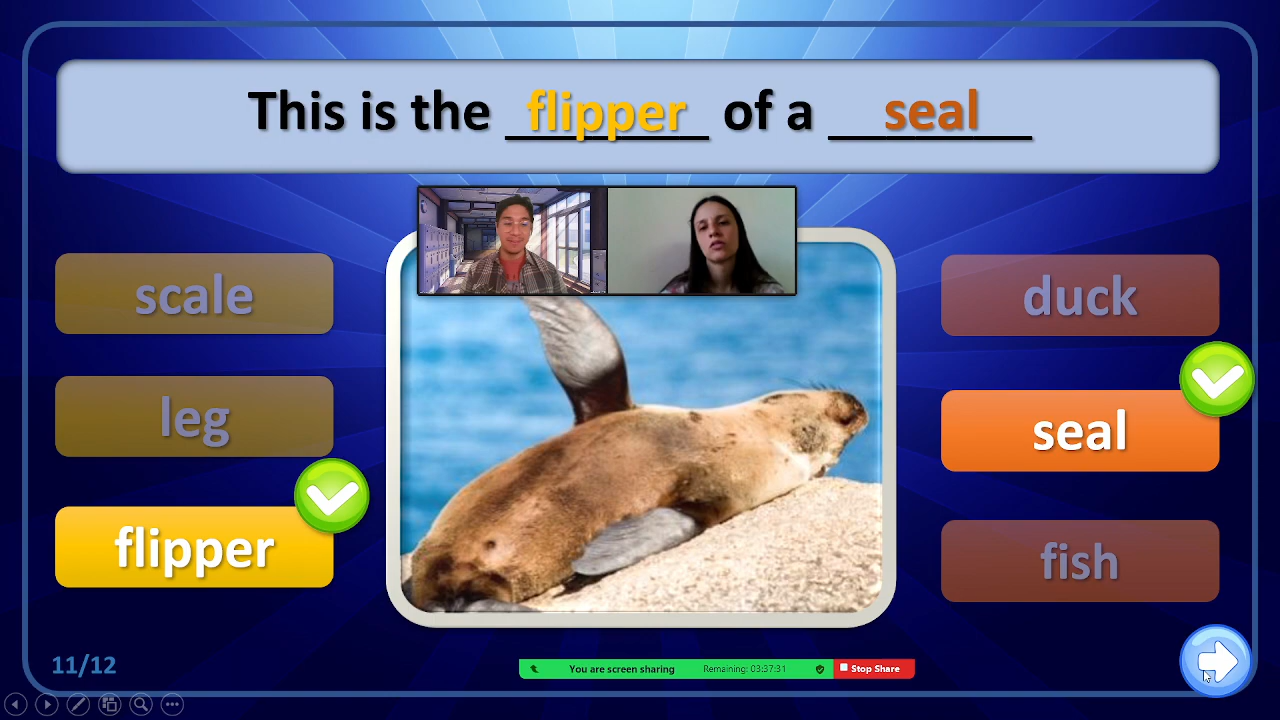 This is the flipper of a seal
scale
duck
leg
seal
flipper
fish
11/12
You are screen sharing Remaining: 03:37:31 Stop Share